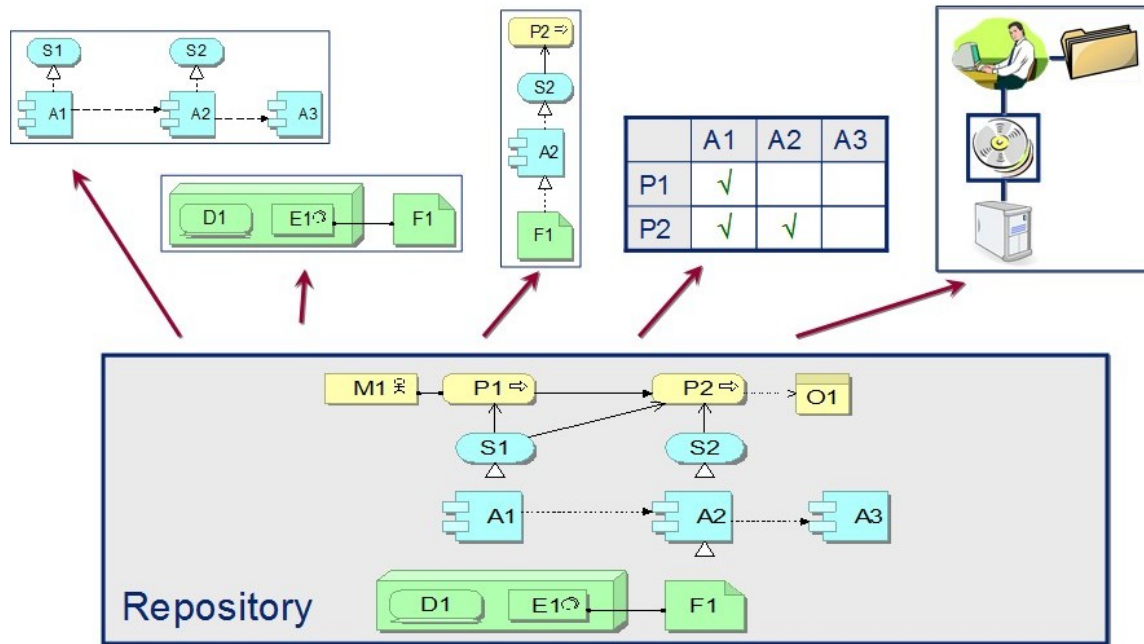 S1 S2
A1 A2 A3
D1 E1 F1
P2
S2
A2
F1
A1 A2 A3
P1 √
P2 √ √
M1 P1 P2 O1
S1 S2
A1 A2 A3
D1 E1 F1
Repository